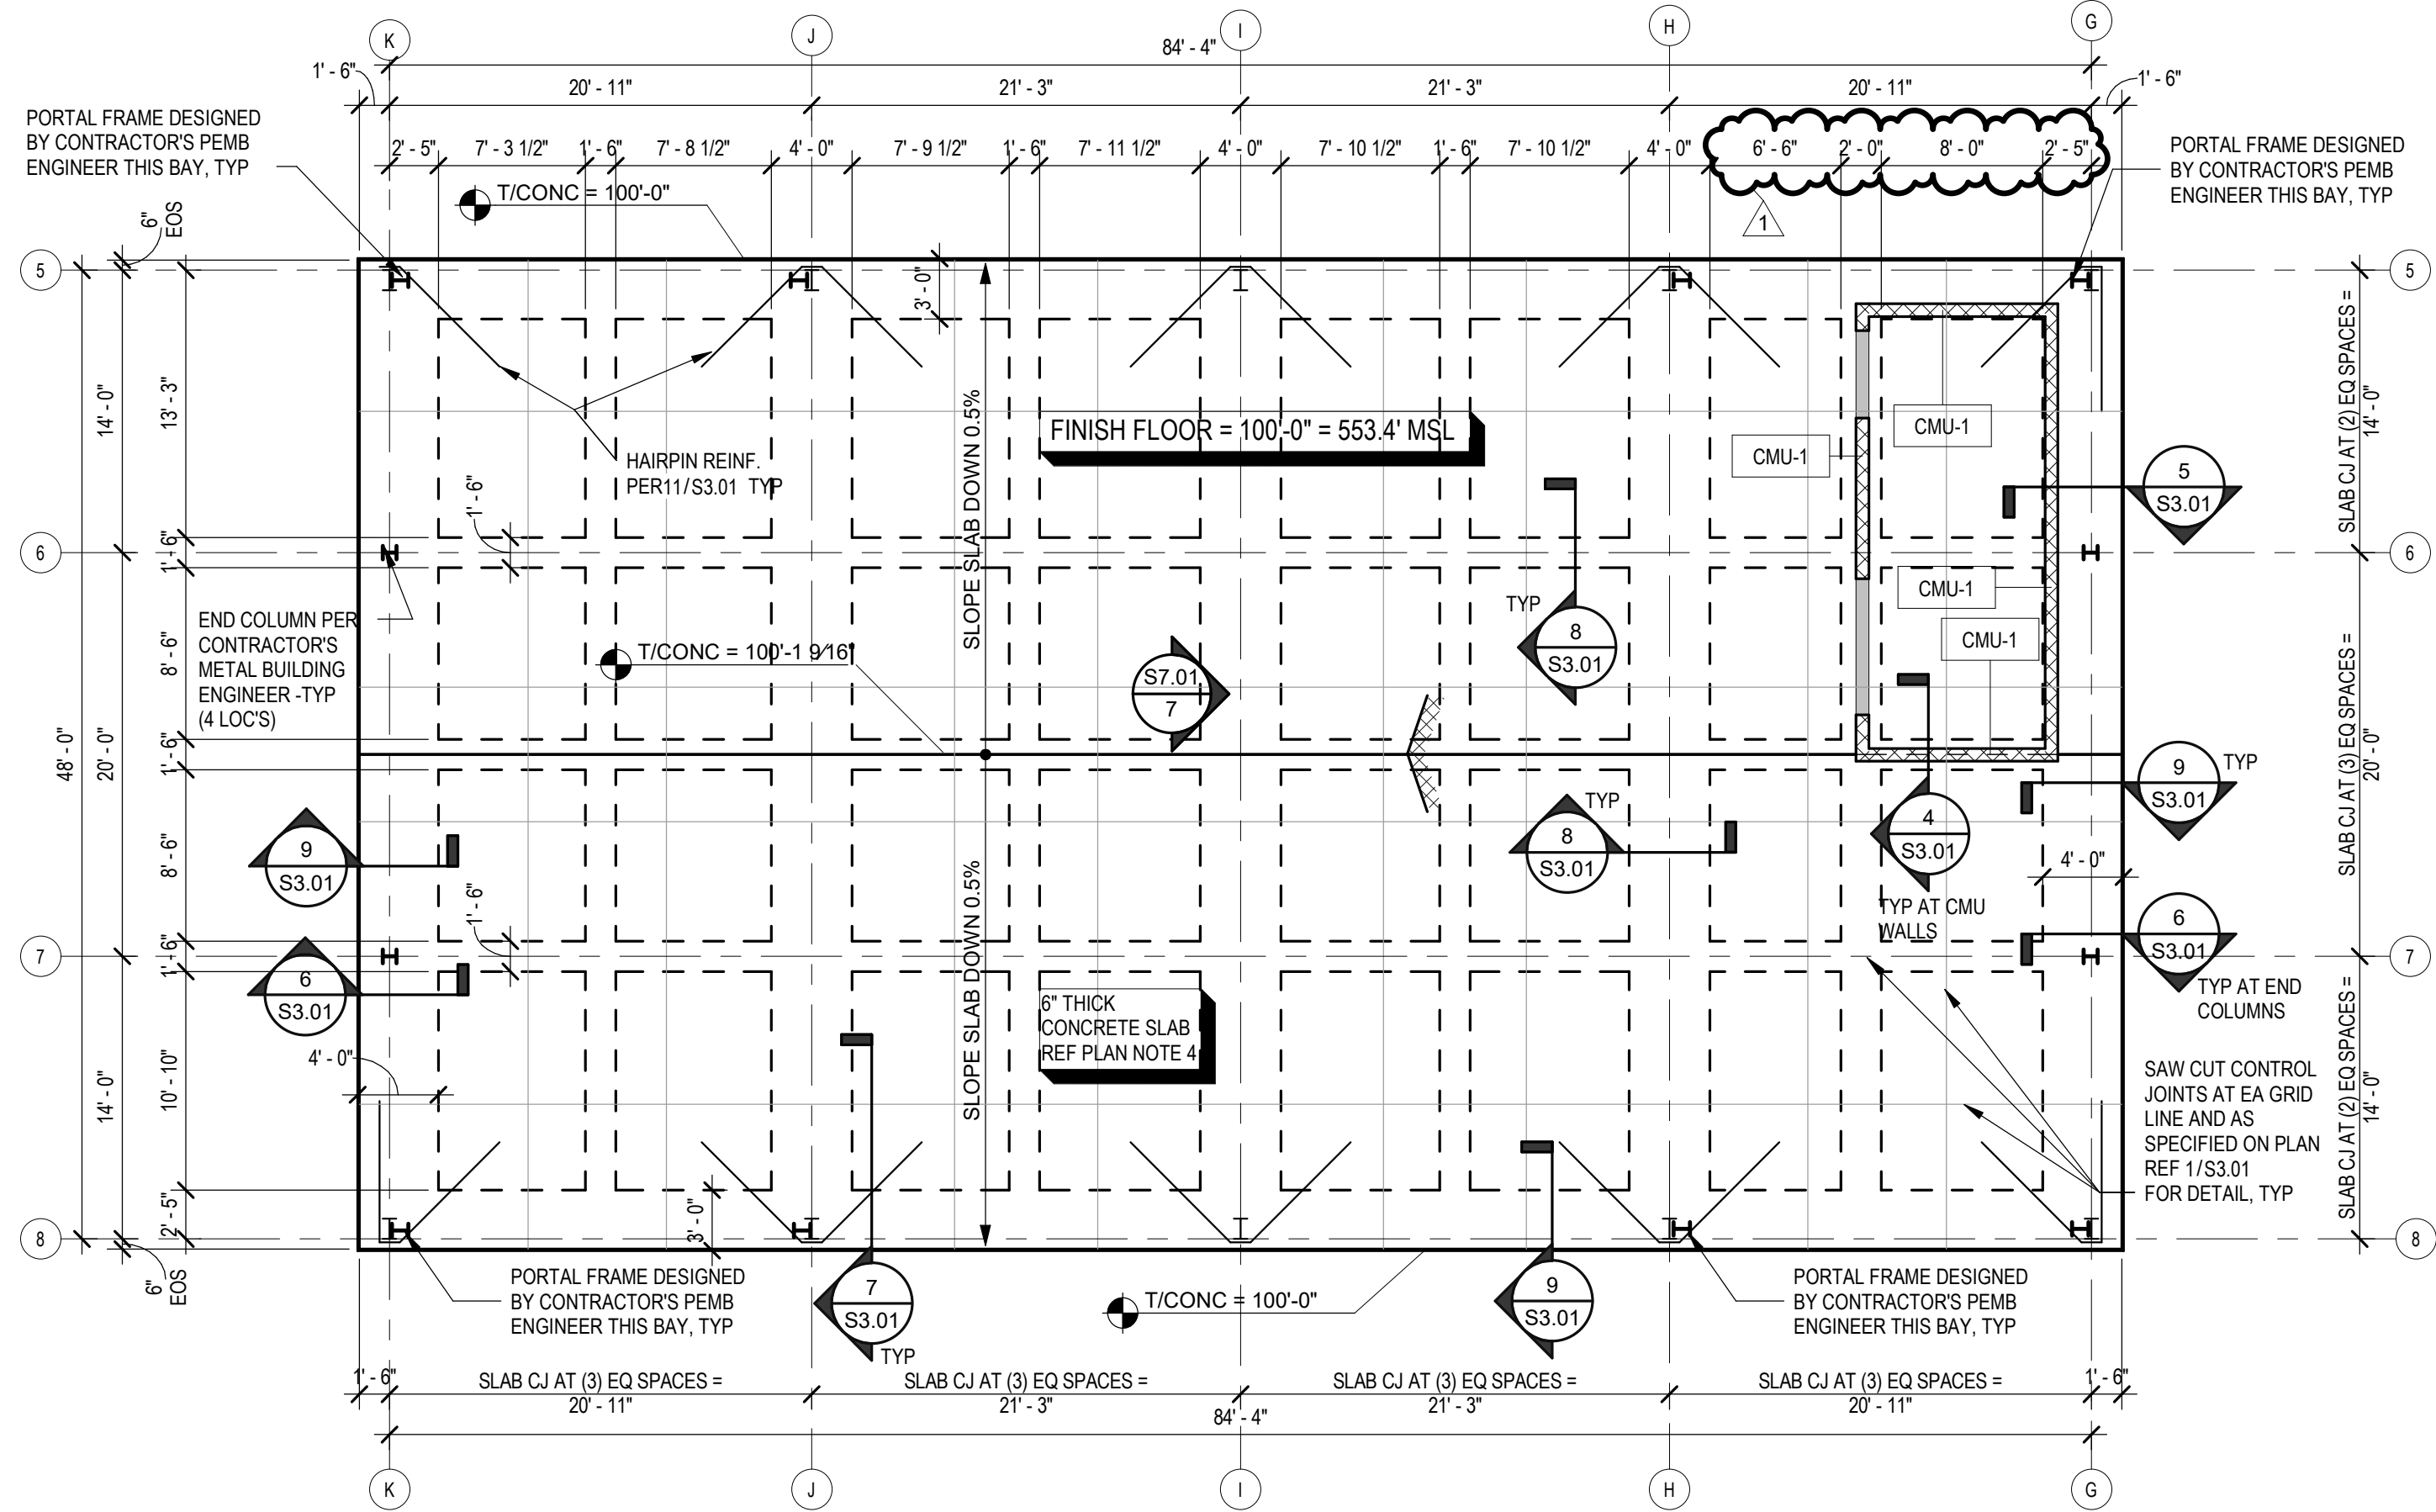 K
J
I
H
G
84' - 4"
1' - 6"
20' - 11"
21' - 3"
21' - 3"
20' - 11"
1' - 6"
PORTAL FRAME DESIGNED
BY CONTRACTOR'S PEMB
ENGINEER THIS BAY, TYP
2' - 5"
7' - 3 1/2"
1' - 6"
7' - 8 1/2"
4' - 0"
7' - 9 1/2"
1' - 6"
7' - 11 1/2"
4' - 0"
7' - 10 1/2"
1' - 6"
7' - 10 1/2"
4' - 0"
6' - 6"
2' - 0"
8' - 0"
2' - 5"
PORTAL FRAME DESIGNED
BY CONTRACTOR'S PEMB
ENGINEER THIS BAY, TYP
T/CONC = 100'-0"
1
6"
EOS
5
5
3' - 0"
14' - 0"
13' - 3"
SLOPE SLAB DOWN 0.5%
FINISH FLOOR = 100'-0" = 553.4' MSL
CMU-1
CMU-1
SLAB CJ AT (2) EQ SPACES =
14' - 0"
HAIRPIN REINF.
PER11/S3.01 TYP
1' - 6"
5
S3.01
6
1' - 6"
6
END COLUMN PER
CONTRACTOR'S
METAL BUILDING
ENGINEER -TYP
(4 LOC'S)
8' - 6"
T/CONC = 100'-1 9/16"
S7.01
7
TYP
8
S3.01
CMU-1
CMU-1
48' - 0"
20' - 0"
1' - 6"
SLAB CJ AT (3) EQ SPACES =
20' - 0"
9
S3.01
TYP
8' - 6"
9
S3.01
TYP
8
S3.01
4
S3.01
TYP AT CMU
WALLS
4' - 0"
1' - 6"
SLOPE SLAB DOWN 0.5%
7
1' - 6"
6
S3.01
6
S3.01
TYP AT END
COLUMNS
7
6" THICK
CONCRETE SLAB
REF PLAN NOTE 4
4' - 0"
14' - 0"
10' - 10"
SAW CUT CONTROL
JOINTS AT EA GRID
LINE AND AS
SPECIFIED ON PLAN
REF 1/S3.01
FOR DETAIL, TYP
SLAB CJ AT (2) EQ SPACES =
14' - 0"
2' - 5"
3' - 0"
8
8
6"
EOS
PORTAL FRAME DESIGNED
BY CONTRACTOR'S PEMB
ENGINEER THIS BAY, TYP
7
S3.01
TYP
T/CONC = 100'-0"
9
S3.01
PORTAL FRAME DESIGNED
BY CONTRACTOR'S PEMB
ENGINEER THIS BAY, TYP
1' - 6"
SLAB CJ AT (3) EQ SPACES =
20' - 11"
SLAB CJ AT (3) EQ SPACES =
21' - 3"
SLAB CJ AT (3) EQ SPACES =
21' - 3"
SLAB CJ AT (3) EQ SPACES =
20' - 11"
1' - 6"
84' - 4"
K
J
I
H
G